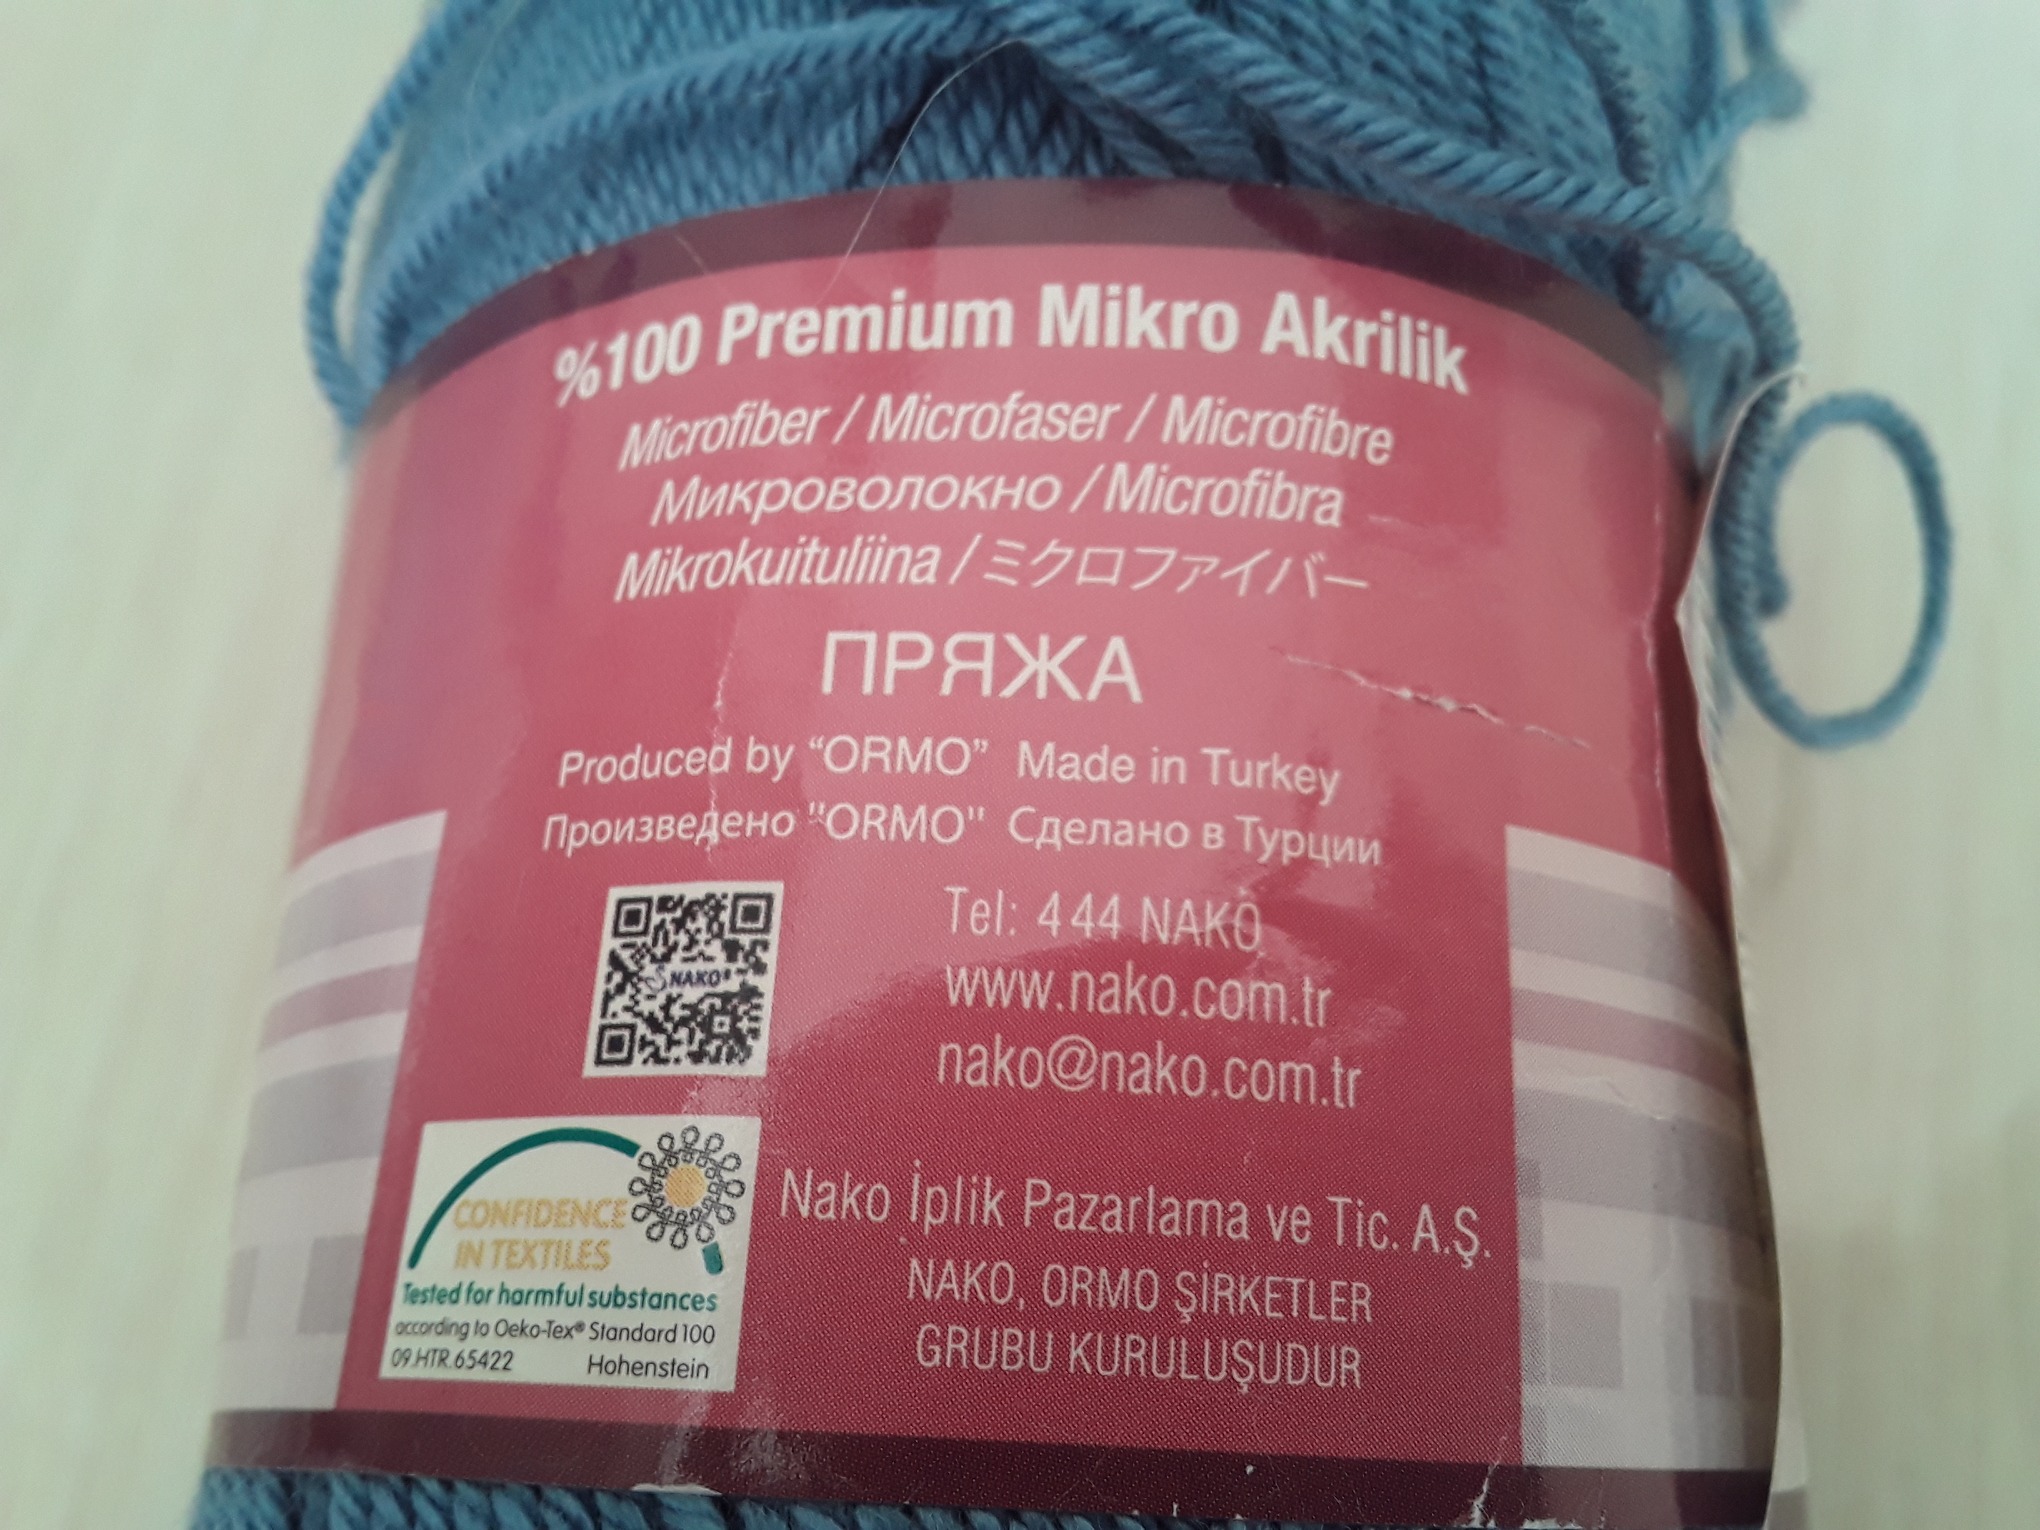 %100 Premium Mikro Akrilik
Microfiber / Microfaser / Microfibre
Микроволокно / Microfibra
Mikrokuituliina / ミクロファイバー
ПРЯЖА
Produced by “ORMO” Made in Turkey
Произведено "ORMO" Сделано в Турции
NAKO®
Tel: 444 NAKO
www.nako.com.tr
nako@nako.com.tr
CONFIDENCE
IN TEXTILES
Tested for harmful substances
according to Oeko-Tex® Standard 100
09.HTR.65422 Hohenstein
Nako İplik Pazarlama ve Tic. A.Ş.
NAKO, ORMO ŞİRKETLER
GRUBU KURULUŞUDUR